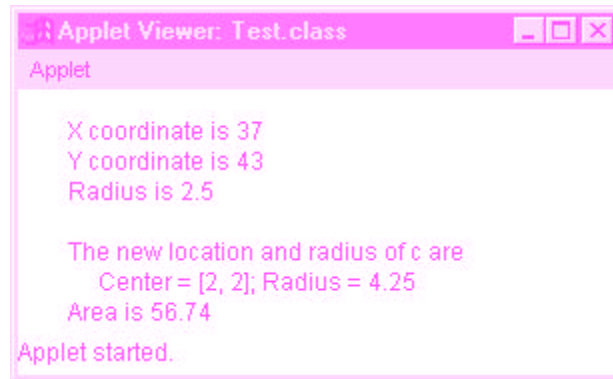 Applet Viewer: Test.class
Applet
X coordinate is 37
Y coordinate is 43
Radius is 2.5
The new location and radius of c are
Center = [2, 2]; Radius = 4.25
Area is 56.74
Applet started.